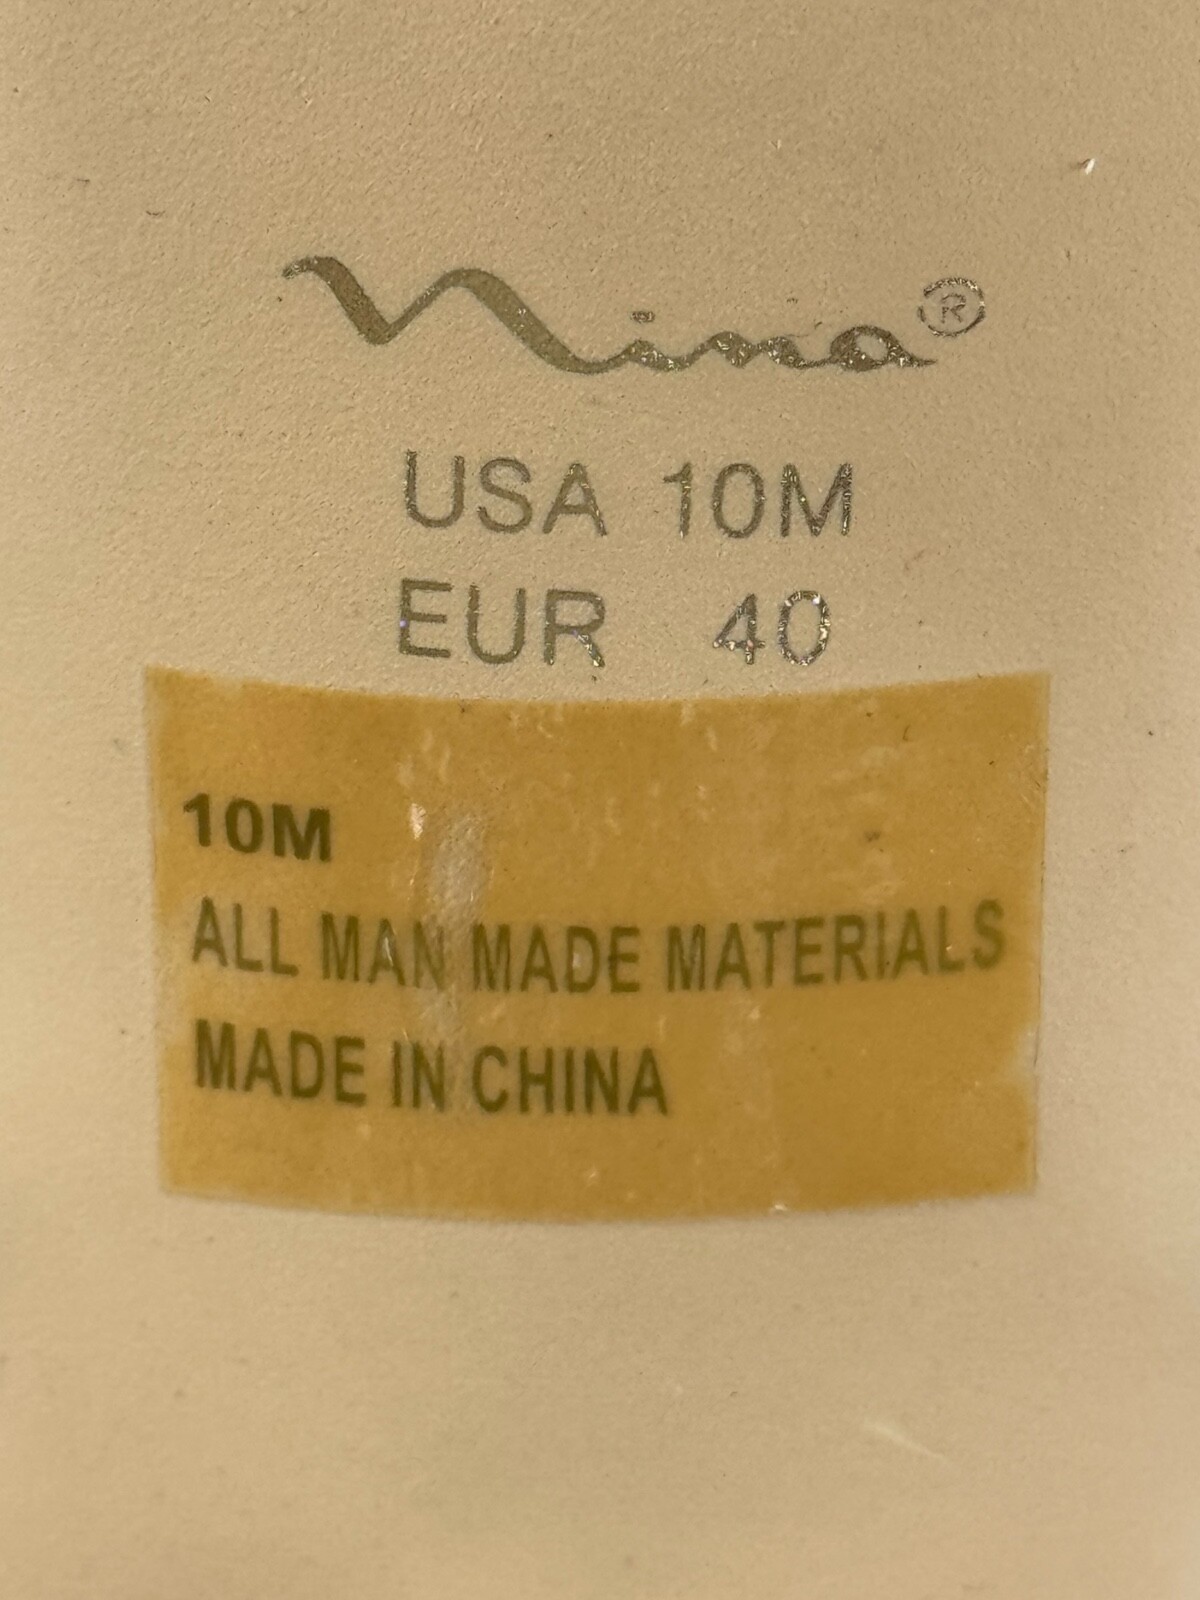 nina®
USA 10M
EUR 40
10M
ALL MAN MADE MATERIALS
MADE IN CHINA